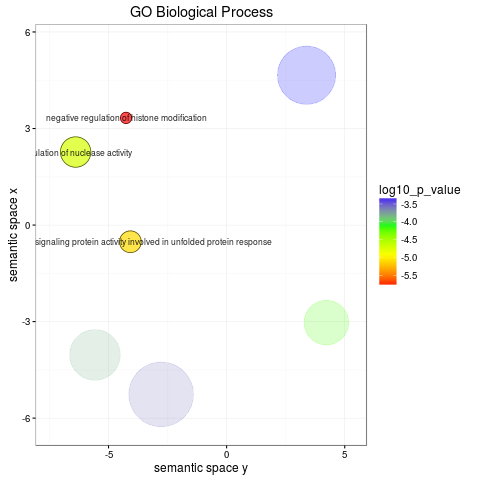 GO Biological Process
6
negative regulation of histone modification
3
ulation of nuclease activity
0
signaling protein activity involved in unfolded protein response
-3
-6
-5
0
5
semantic space y
semantic space x
log10_p_value
-3.5
-4.0
-4.5
-5.0
-5.5